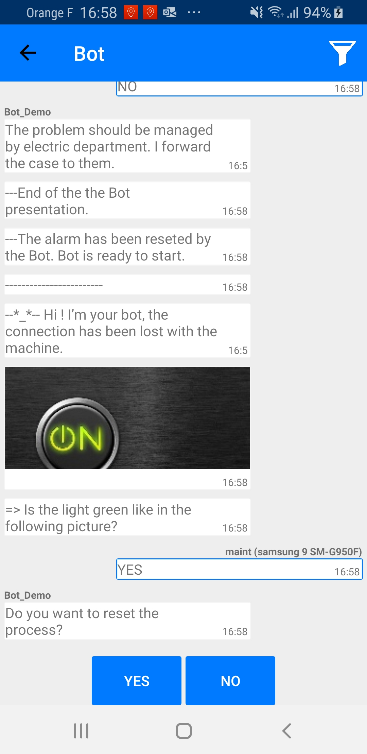 Orange F 16:58 94%
Bot
NO
16:58
Bot_Demo
The problem should be managed
by electric department. I forward
the case to them.
16:5
---End of the the Bot
presentation.
16:58
---The alarm has been reseted by
the Bot. Bot is ready to start.
16:58
------------------------
16:58
--*_*-- Hi ! I'm your bot, the
connection has been lost with the
machine.
16:5
ON
16:58
=> Is the light green like in the
following picture?
16:58
maint (samsung 9 SM-G950F)
YES
16:58
Bot_Demo
Do you want to reset the
process?
16:58
YES NO